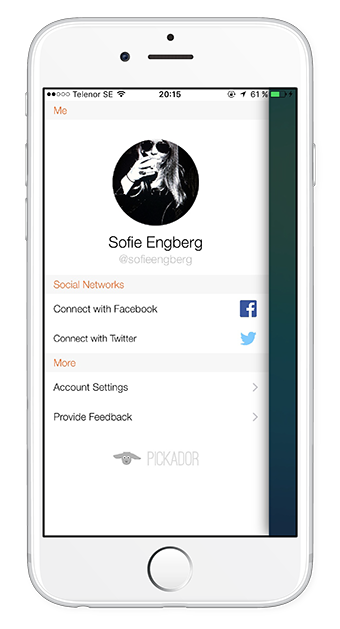 Telenor SE 20:15 61 %
Me
Sofie Engberg
@sofieengberg
Social Networks
Connect with Facebook
Connect with Twitter
More
Account Settings
Provide Feedback
PICKADOR